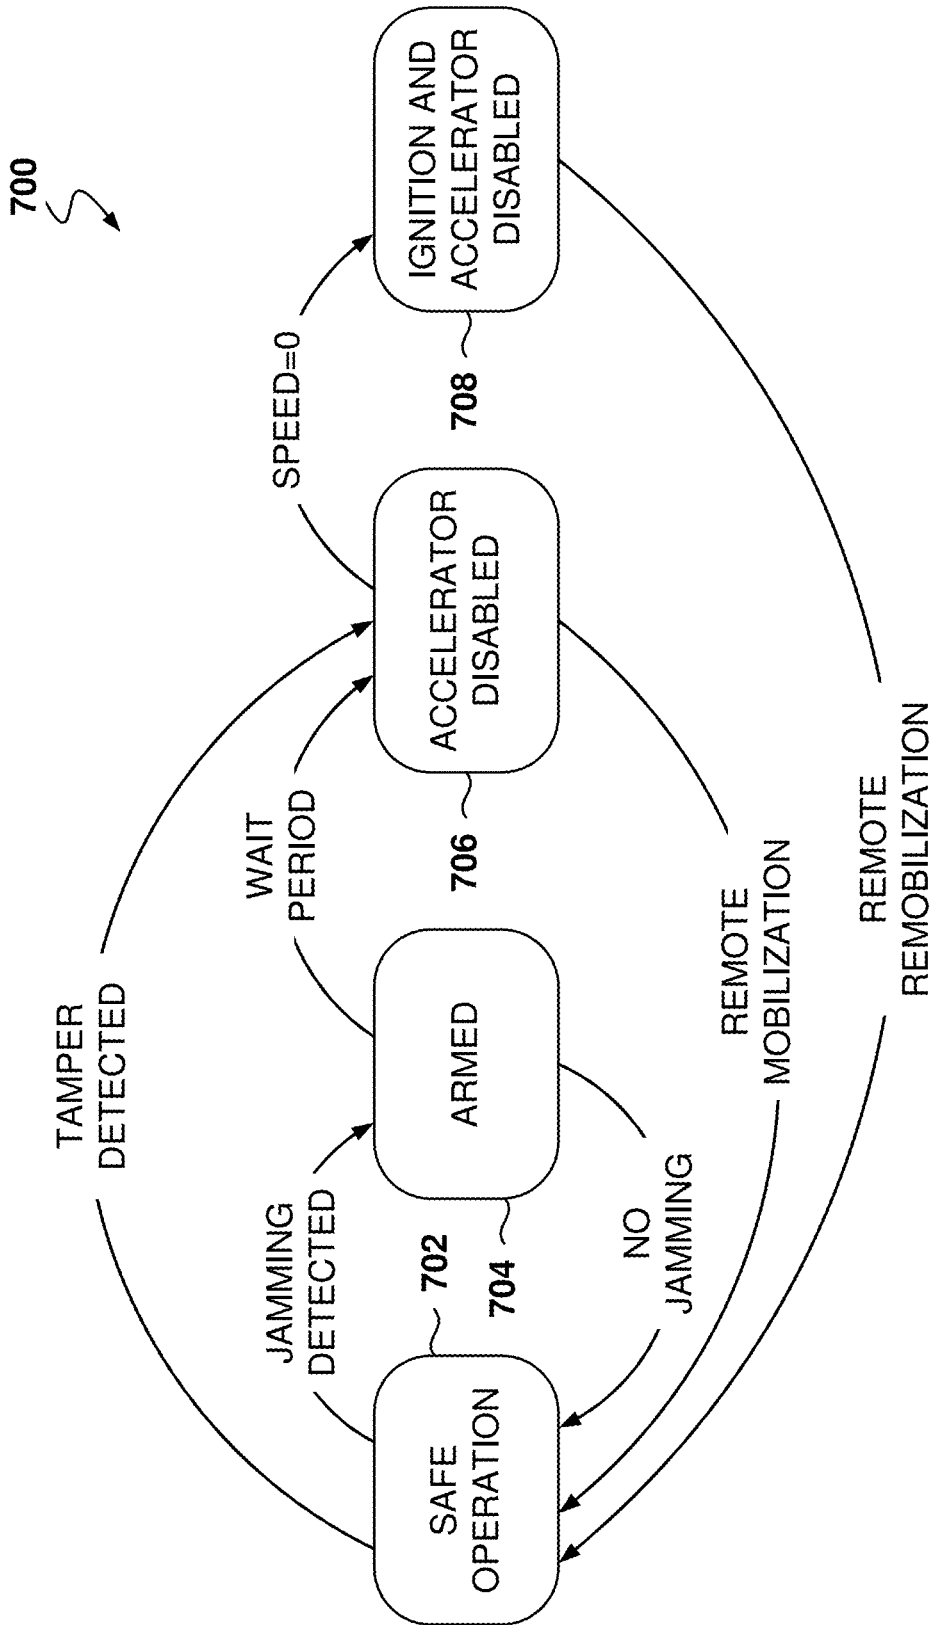 700
TAMPER
DETECTED
JAMMING
DETECTED
WAIT
PERIOD
SPEED=0
702
SAFE
OPERATION
704
ARMED
706
ACCELERATOR
DISABLED
708
IGNITION AND
ACCELERATOR
DISABLED
NO
JAMMING
REMOTE
MOBILIZATION
REMOTE
REMOBILIZATION